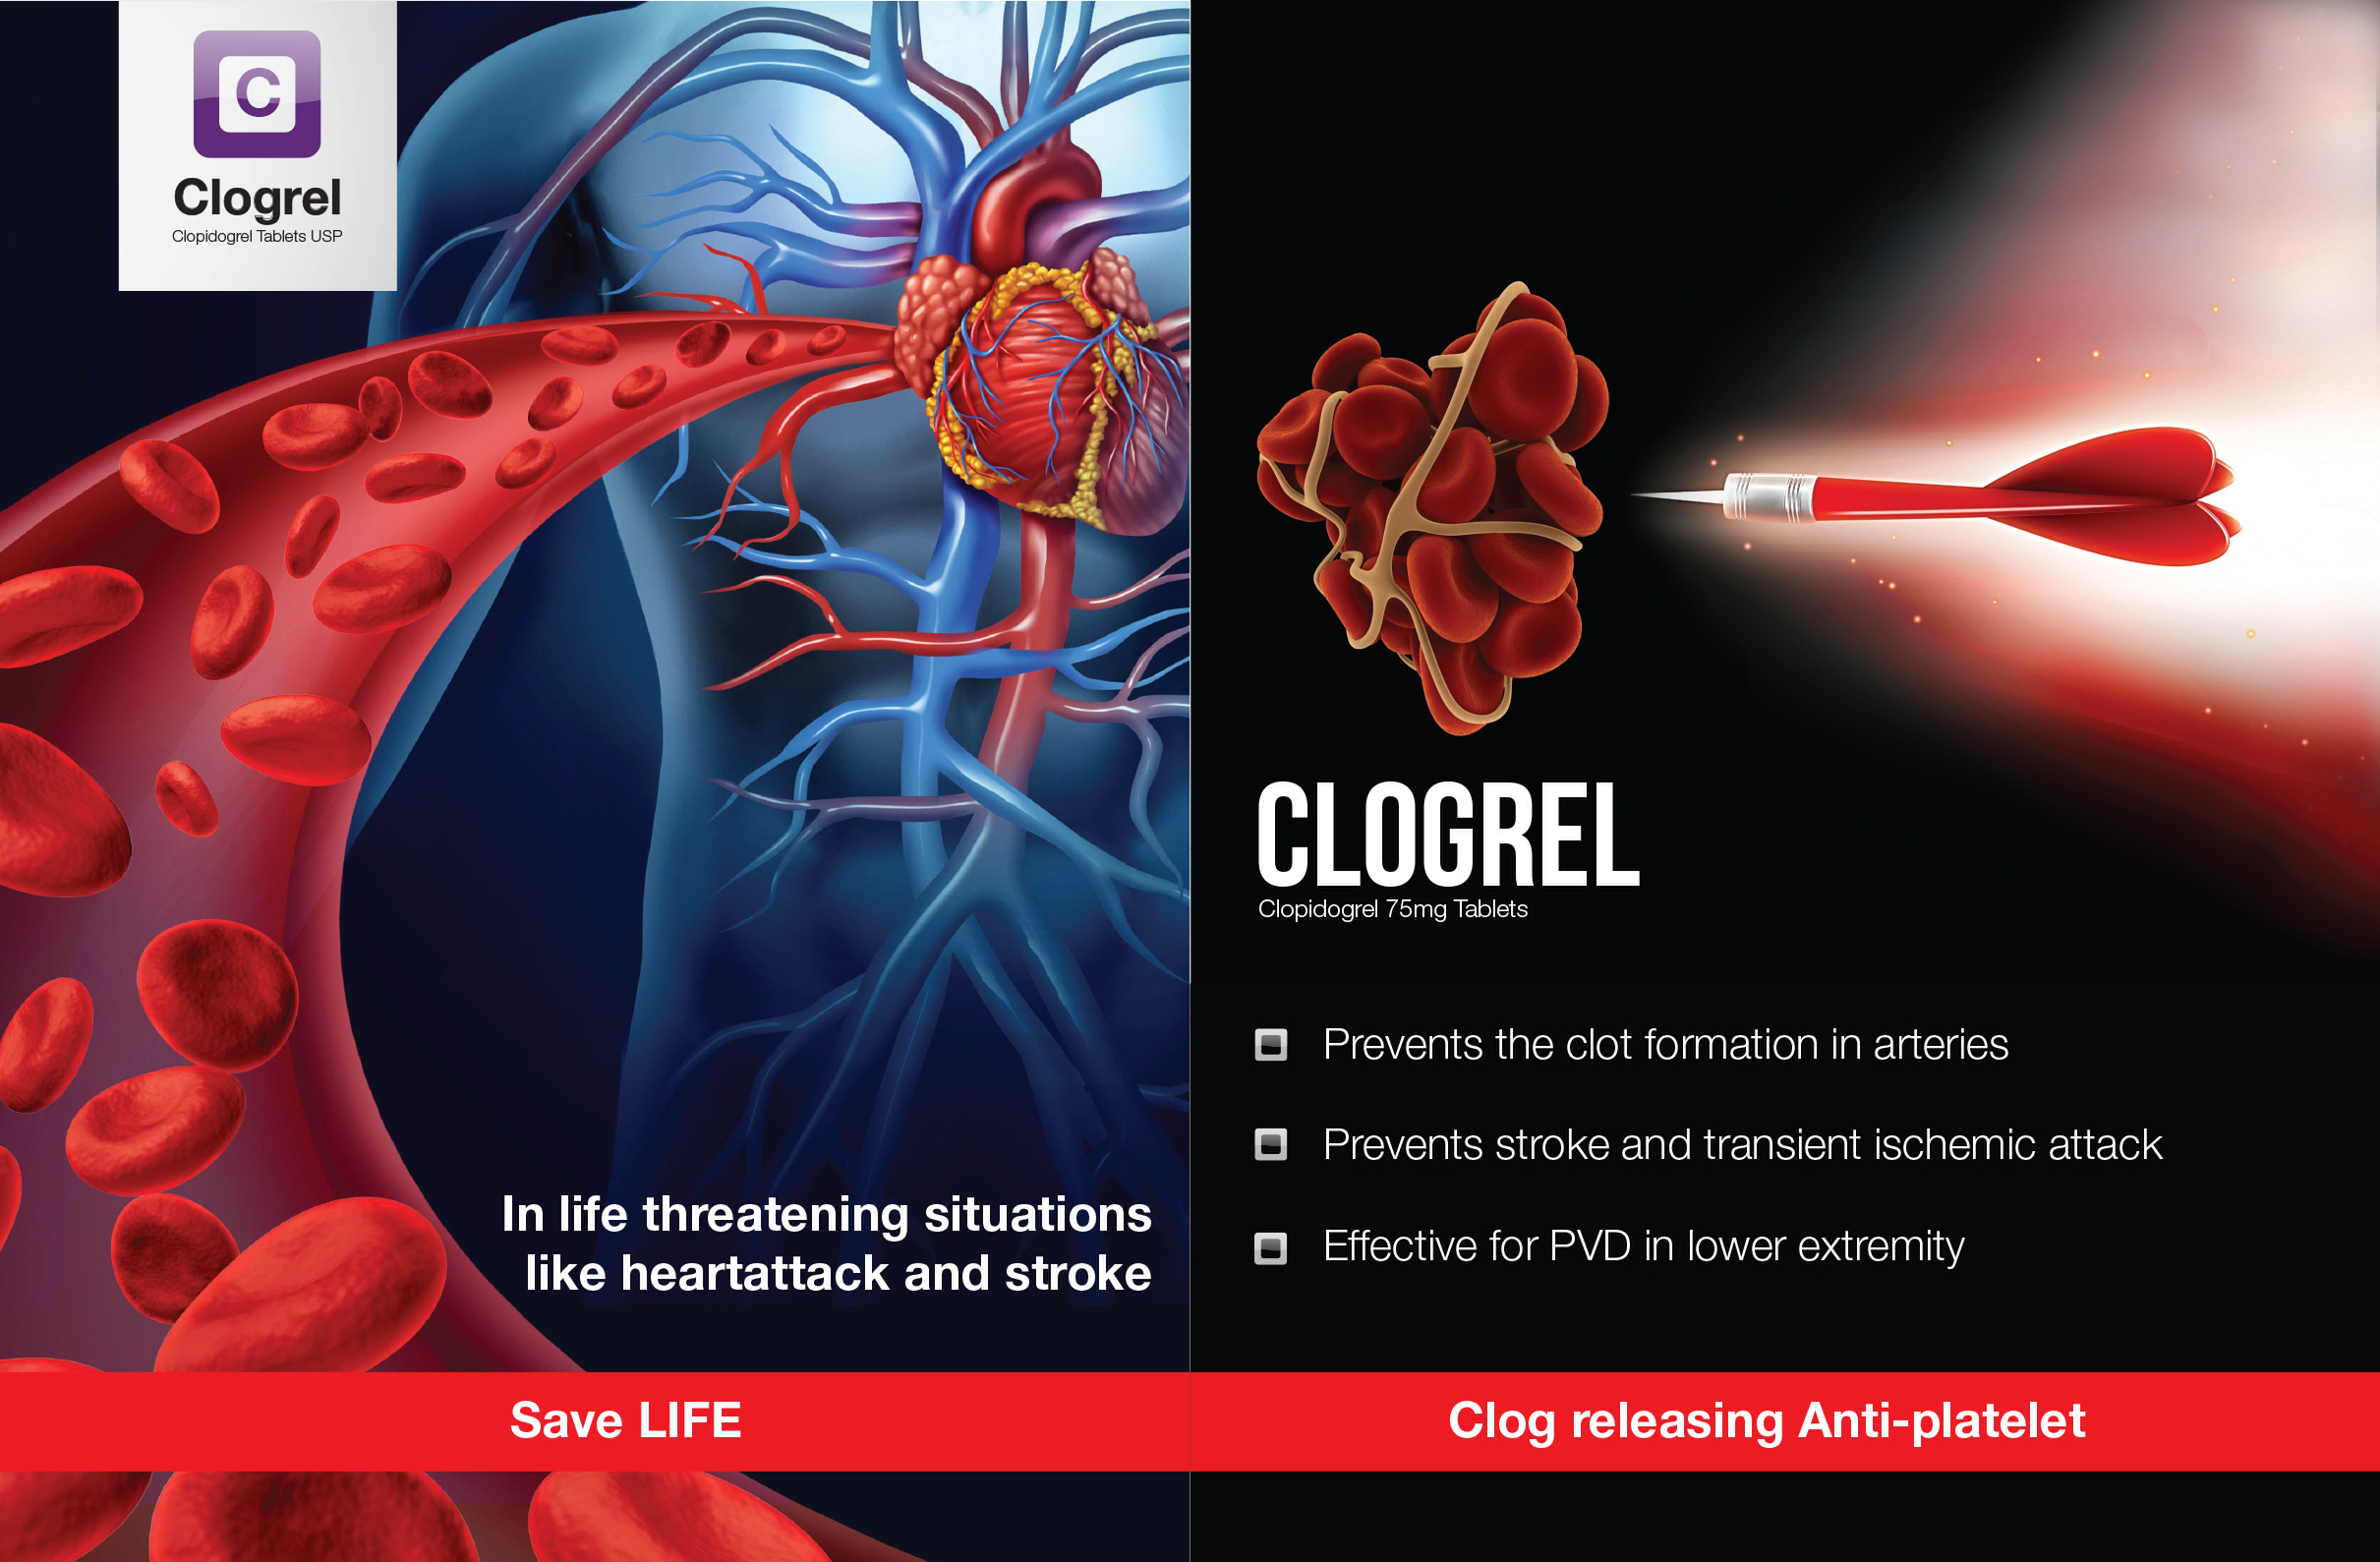 C
Clogrel
Clopidogrel Tablets USP
In life threatening situations
like heartattack and stroke
Save LIFE
CLOGREL
Clopidogrel 75mg Tablets
Prevents the clot formation in arteries
Prevents stroke and transient ischemic attack
Effective for PVD in lower extremity
Clog releasing Anti-platelet